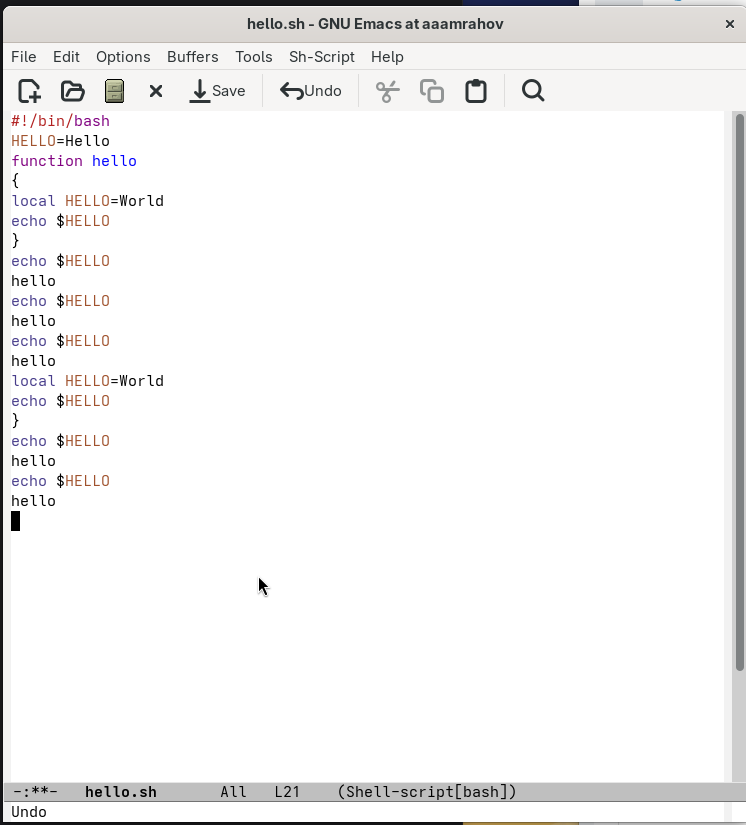 hello.sh - GNU Emacs at aaamrahov
File Edit Options Buffers Tools Sh-Script Help
Save Undo
#!/bin/bash
HELLO=Hello
function hello
{
local HELLO=World
echo $HELLO
}
echo $HELLO
hello
echo $HELLO
hello
echo $HELLO
hello
local HELLO=World
echo $HELLO
}
echo $HELLO
hello
echo $HELLO
hello
-:**- hello.sh All L21 (Shell-script[bash])
Undo